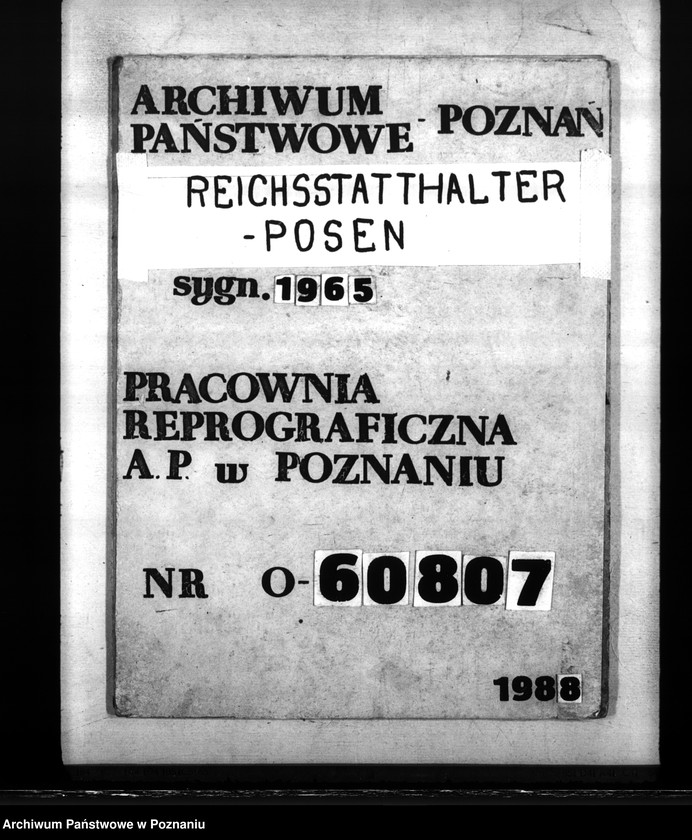 ARCHIWUM
PAŃSTWOWE - POZNAŃ
REICHSSTATTHALTER
-POSEN
sygn. 1965
PRACOWNIA
REPROGRAFICZNA
A. P. w POZNANIU
NR O-60807
1988
Archiwum Państwowe w Poznaniu